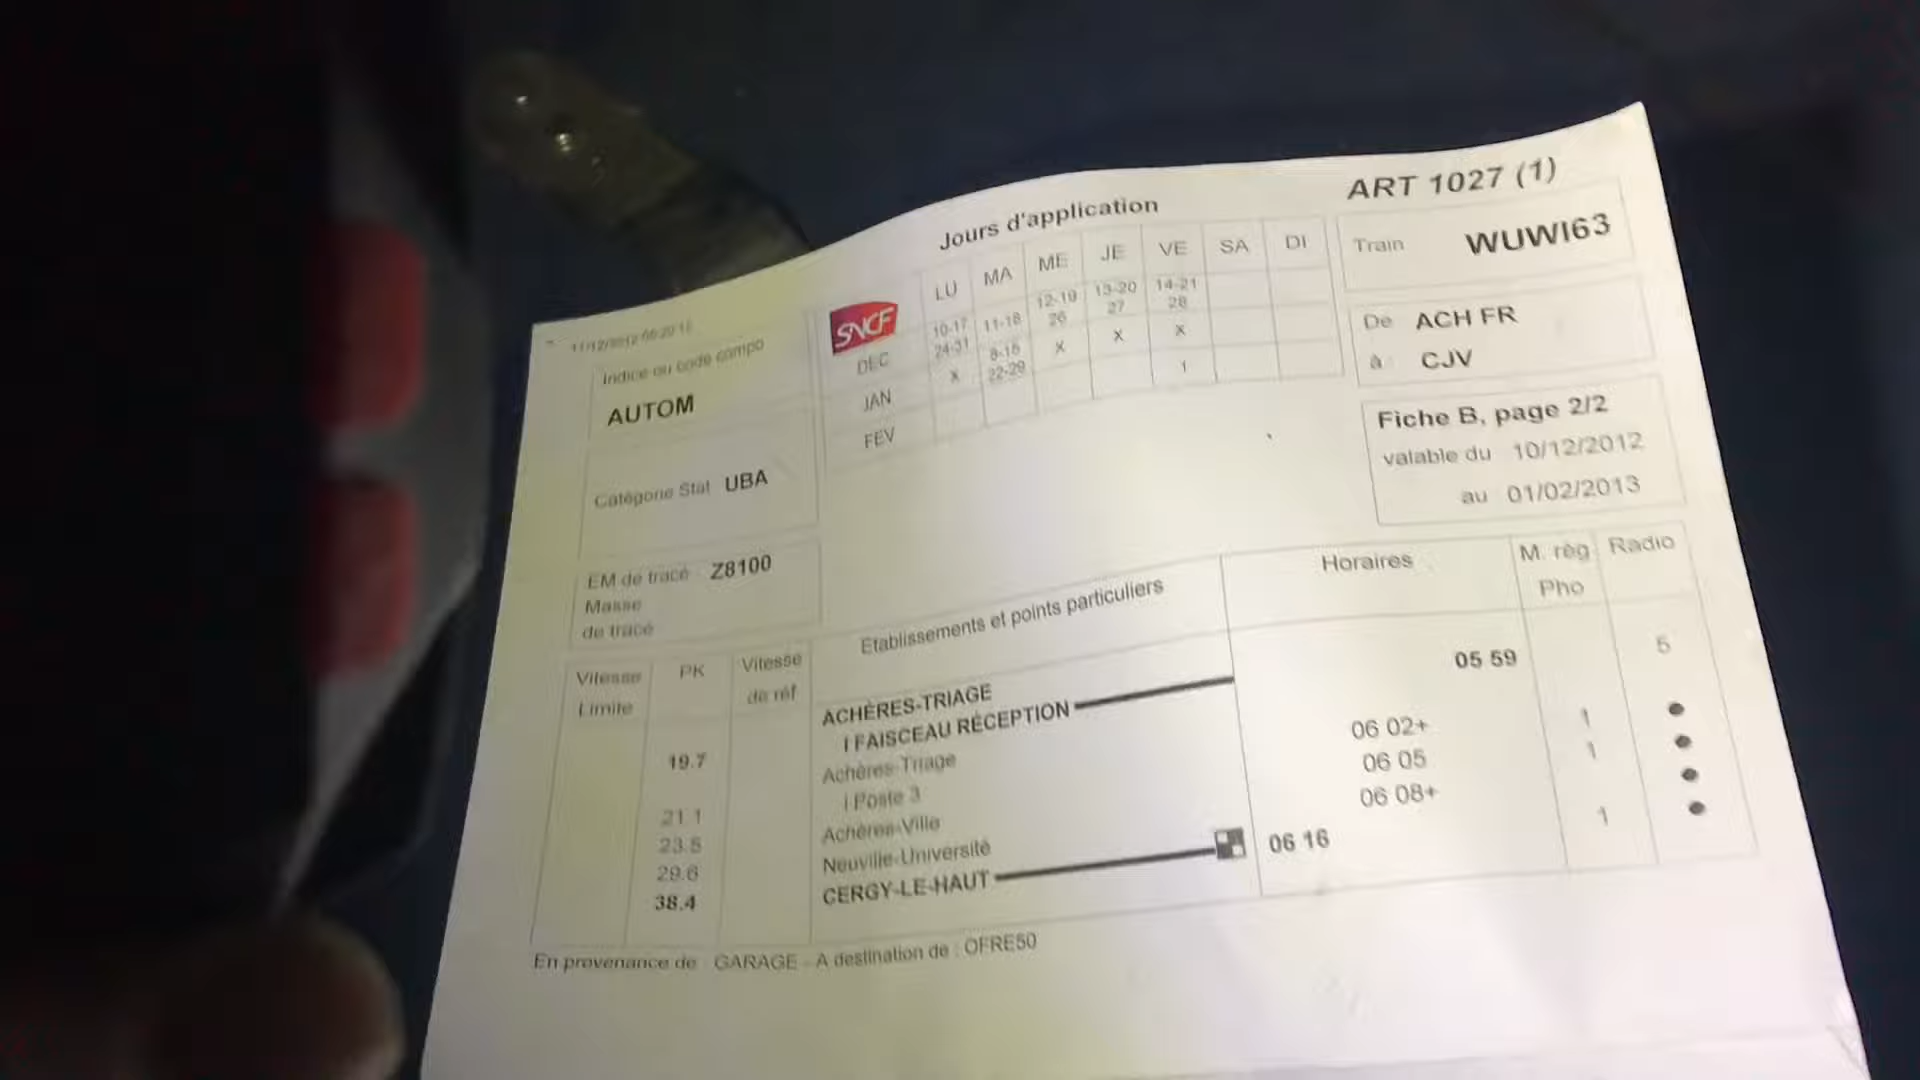 Jours d'application
ART 1027 (1)
Indice ou code compo
AUTOM
Catégorie Stat UBA
EM de tracé Z8100
Masse
de tracé
SNCF
LU MA ME JE VE SA DI
DEC 10-17 11-18 12-19 13-20 14-21
24-31 26 27 28
JAN X 8-15 X X X
22-29 1
FEV
Train WUWI63
De ACH FR
à CJV
Fiche B, page 2/2
valable du 10/12/2012
au 01/02/2013
Vitesse Limite PK Vitesse de réf Etablissements et points particuliers Horaires M. rég Pho Radio
ACHÈRES-TRIAGE 05 59 5
19.7 I FAISCEAU RÉCEPTION
Achères-Triage
21.1 I Poste 3 06 02+ 1
23.5 Achères-Ville 06 05 1
29.6 Neuville-Université 06 08+
38.4 CERGY-LE-HAUT 06 16 1
En provenance de GARAGE - A destination de : OFRE50